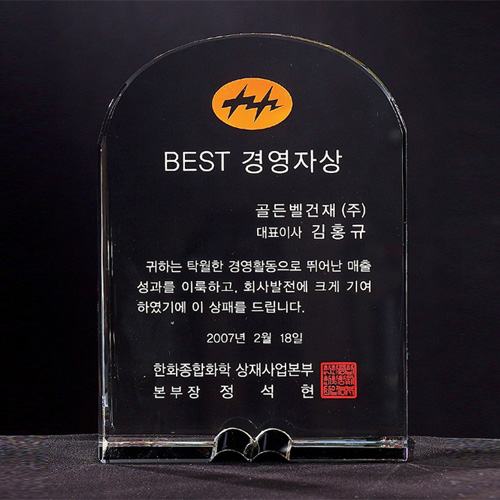 BEST 경영자상
골든벨건재 (주)
대표이사 김홍규
귀하는 탁월한 경영활동으로 뛰어난 매출
성과를 이룩하고, 회사발전에 크게 기여
하였기에 이 상패를 드립니다.
2007년 2월 18일
한화종합화학 상재사업본부
본부장 정석현